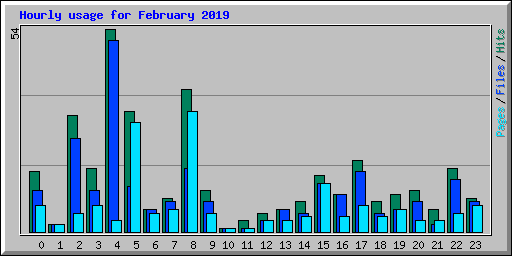 Hourly usage for February 2019
54
Pages/Files/Hits
0 1 2 3 4 5 6 7 8 9 10 11 12 13 14 15 16 17 18 19 20 21 22 23